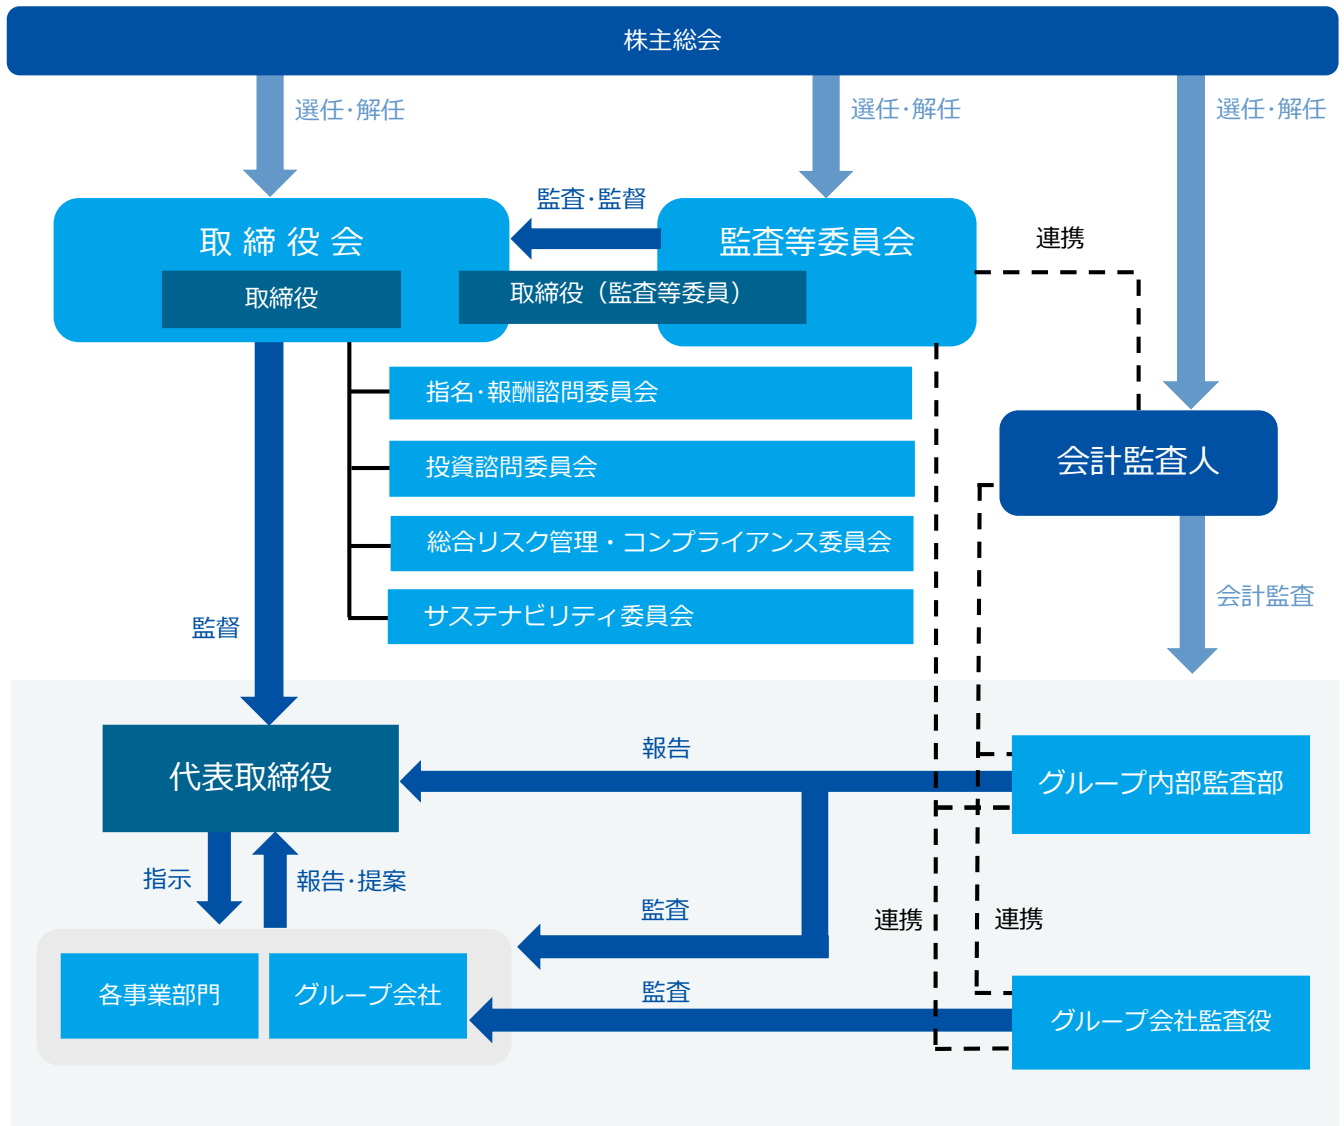 株主総会
選任･解任
選任･解任
選任･解任
監査･監督
取締役会
監査等委員会
連携
取締役
取締役（監査等委員）
指名･報酬諮問委員会
会計監査人
投資諮問委員会
総合リスク管理・コンプライアンス委員会
会計監査
サステナビリティ委員会
監督
報告
代表取締役
グループ内部監査部
指示
報告･提案
監査
連携
連携
監査
各事業部門
グループ会社
グループ会社監査役